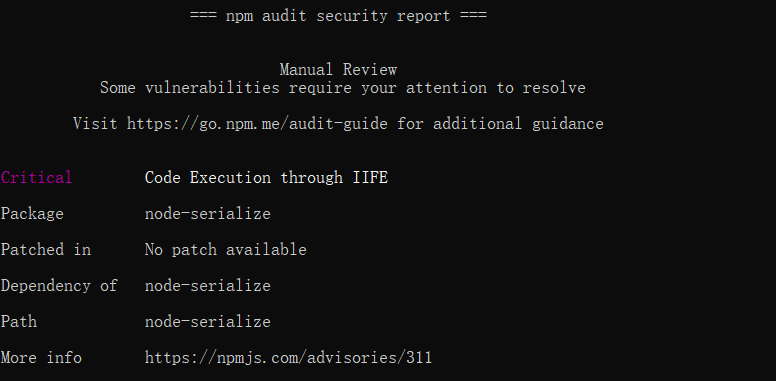 === npm audit security report ===
Manual Review
Some vulnerabilities require your attention to resolve
Visit https://go.npm.me/audit-guide for additional guidance
Critical Code Execution through IIFE
Package node-serialize
Patched in No patch available
Dependency of node-serialize
Path node-serialize
More info https://npmjs.com/advisories/311